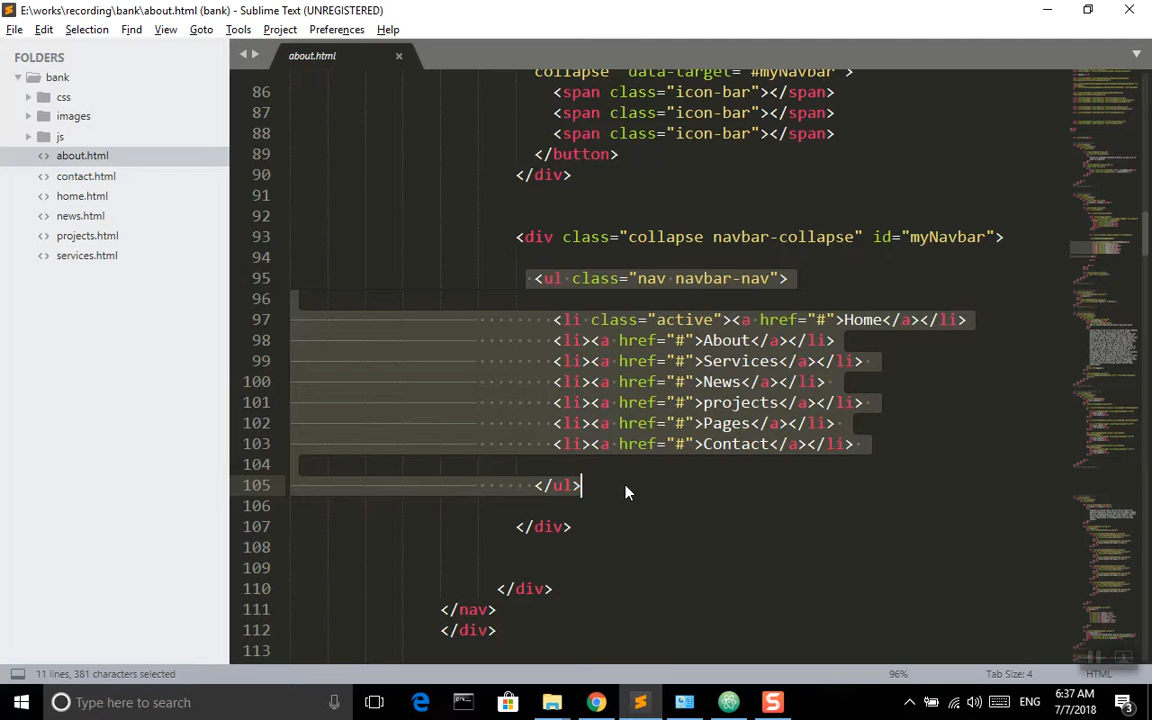 E:\works\recording\bank\about.html (bank) - Sublime Text (UNREGISTERED)
File Edit Selection Find View Goto Tools Project Preferences Help
FOLDERS
bank
css
images
js
about.html
contact.html
home.html
news.html
projects.html
services.html
about.html
collapse" data-target="#myNavbar">
86 <span class="icon-bar"></span>
87 <span class="icon-bar"></span>
88 <span class="icon-bar"></span>
89 </button>
90 </div>
91
92
93 <div class="collapse navbar-collapse" id="myNavbar">
94
95 <ul class="nav navbar-nav">
96
97 <li class="active"><a href="#">Home</a></li>
98 <li><a href="#">About</a></li>
99 <li><a href="#">Services</a></li>
100 <li><a href="#">News</a></li>
101 <li><a href="#">projects</a></li>
102 <li><a href="#">Pages</a></li>
103 <li><a href="#">Contact</a></li>
104
105 </ul>
106
107 </div>
108
109
110 </div>
111 </nav>
112 </div>
113
11 lines, 381 characters selected 96% Tab Size: 4 HTML
Type here to search
ENG
6:37 AM
7/7/2018
3